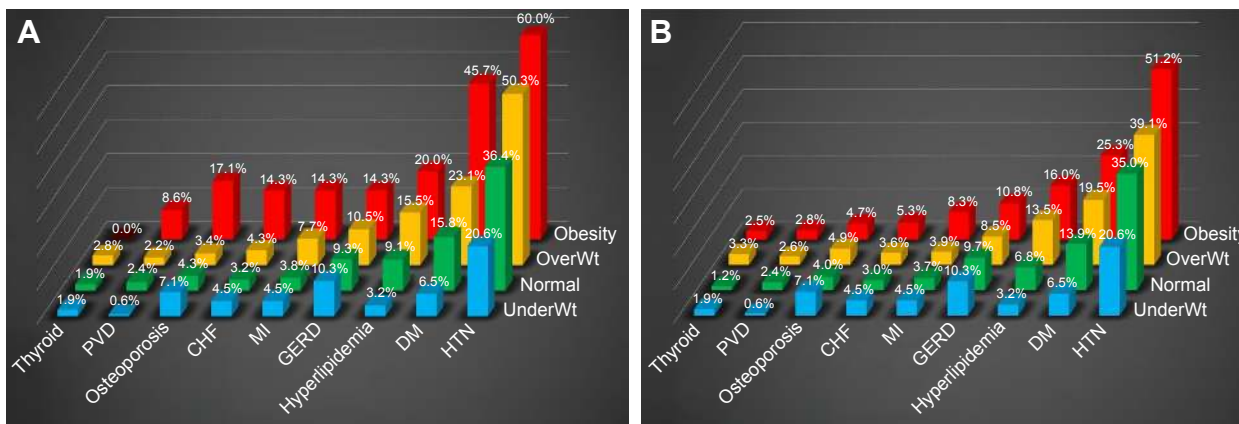 A
0.0% 8.6% 17.1% 14.3% 14.3% 14.3% 20.0% 45.7% 60.0% Obesity
2.8% 2.2% 3.4% 4.3% 7.7% 10.5% 15.5% 23.1% 50.3% OverWt
1.9% 2.4% 4.3% 3.2% 3.8% 9.3% 9.1% 15.8% 36.4% Normal
1.9% 0.6% 7.1% 4.5% 4.5% 10.3% 3.2% 6.5% 20.6% UnderWt
Thyroid
PVD
Osteoporosis
CHF
MI
GERD
Hyperlipidemia
DM
HTN
B
2.5% 2.8% 4.7% 5.3% 8.3% 10.8% 16.0% 25.3% 51.2% Obesity
3.3% 2.6% 4.9% 3.6% 3.9% 8.5% 13.5% 19.5% 39.1% OverWt
1.2% 2.4% 4.0% 3.0% 3.7% 9.7% 6.8% 13.9% 35.0% Normal
1.9% 0.6% 7.1% 4.5% 4.5% 10.3% 3.2% 6.5% 20.6% UnderWt
Thyroid
PVD
Osteoporosis
CHF
MI
GERD
Hyperlipidemia
DM
HTN